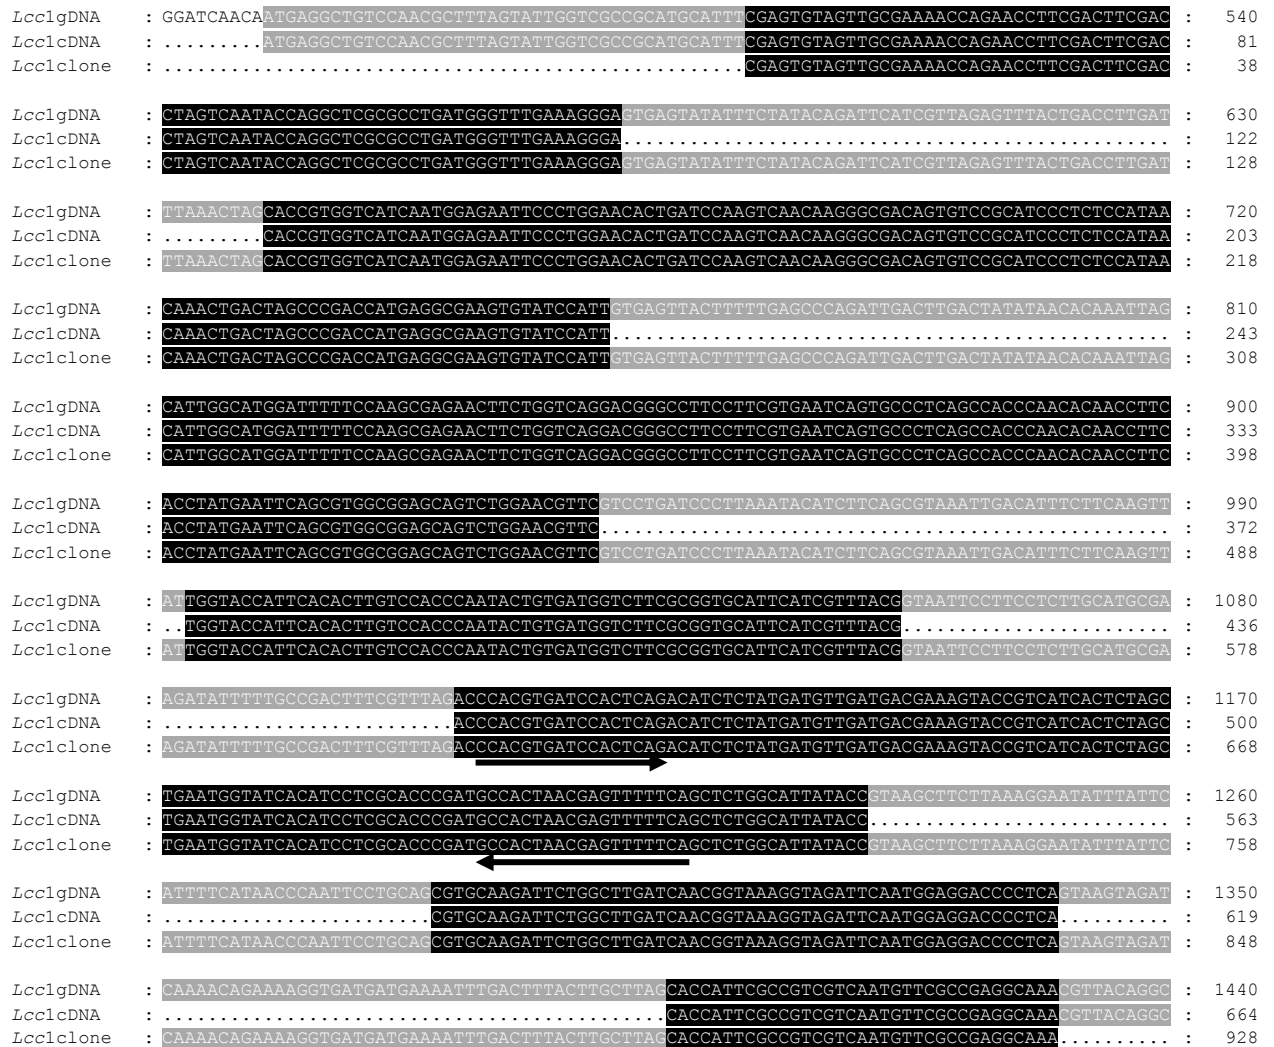 Lcc1gDNA : GGATCAACAATGAGGCTGTCCAACGCTTTAGTATTGGTCGCCGCATGCATTTCGAGTGTAGTTGCGAAAACCAGAACCTTCGACTTCGAC : 540
Lcc1cDNA : .........ATGAGGCTGTCCAACGCTTTAGTATTGGTCGCCGCATGCATTTCGAGTGTAGTTGCGAAAACCAGAACCTTCGACTTCGAC : 81
Lcc1clone : ....................................................CGAGTGTAGTTGCGAAAACCAGAACCTTCGACTTCGAC : 38
Lcc1gDNA : CTAGTCAATACCAGGCTCGCGCCTGATGGGTTTGAAAGGGAGTGAGTATATTTCTATACAGATTCATCGTTAGAGTTTACTGACCTTGAT : 630
Lcc1cDNA : CTAGTCAATACCAGGCTCGCGCCTGATGGGTTTGAAAGGGA................................................. : 122
Lcc1clone : CTAGTCAATACCAGGCTCGCGCCTGATGGGTTTGAAAGGGAGTGAGTATATTTCTATACAGATTCATCGTTAGAGTTTACTGACCTTGAT : 128
Lcc1gDNA : TTAAACTAGCACCGTGGTCATCAATGGAGAATTCCCTGGAACACTGATCCAAGTCAACAAGGGCGACAGTGTCCGCATCCCTCTCCATAA : 720
Lcc1cDNA : .........CACCGTGGTCATCAATGGAGAATTCCCTGGAACACTGATCCAAGTCAACAAGGGCGACAGTGTCCGCATCCCTCTCCATAA : 203
Lcc1clone : TTAAACTAGCACCGTGGTCATCAATGGAGAATTCCCTGGAACACTGATCCAAGTCAACAAGGGCGACAGTGTCCGCATCCCTCTCCATAA : 218
Lcc1gDNA : CAAACTGACTAGCCCGACCATGAGGCGAAGTGTATCCATTGTGAGTTACTTTTTGAGCCCAGATTGACTTGACTATATAACACAAATTAG : 810
Lcc1cDNA : CAAACTGACTAGCCCGACCATGAGGCGAAGTGTATCCATT.................................................. : 243
Lcc1clone : CAAACTGACTAGCCCGACCATGAGGCGAAGTGTATCCATTGTGAGTTACTTTTTGAGCCCAGATTGACTTGACTATATAACACAAATTAG : 308
Lcc1gDNA : CATTGGCATGGATTTTTCCAAGCGAGAACTTCTGGTCAGGACGGGCCTTCCTTCGTGAATCAGTGCCCTCAGCCACCCAACACAACCTTC : 900
Lcc1cDNA : CATTGGCATGGATTTTTCCAAGCGAGAACTTCTGGTCAGGACGGGCCTTCCTTCGTGAATCAGTGCCCTCAGCCACCCAACACAACCTTC : 333
Lcc1clone : CATTGGCATGGATTTTTCCAAGCGAGAACTTCTGGTCAGGACGGGCCTTCCTTCGTGAATCAGTGCCCTCAGCCACCCAACACAACCTTC : 398
Lcc1gDNA : ACCTATGAATTCAGCGTGGCGGAGCAGTCTGGAACGTTCGTCCTGATCCCTTAAATACATCTTCAGCGTAAATTGACATTTCTTCAAGTT : 990
Lcc1cDNA : ACCTATGAATTCAGCGTGGCGGAGCAGTCTGGAACGTTC................................................... : 372
Lcc1clone : ACCTATGAATTCAGCGTGGCGGAGCAGTCTGGAACGTTCGTCCTGATCCCTTAAATACATCTTCAGCGTAAATTGACATTTCTTCAAGTT : 488
Lcc1gDNA : ATTGGTACCATTCACACTTGTCCACCCAATACTGTGATGGTCTTCGCGGTGCATTCATCGTTTACGGTAATTCCTTCCTCTTGCATGCGA : 1080
Lcc1cDNA : ..TGGTACCATTCACACTTGTCCACCCAATACTGTGATGGTCTTCGCGGTGCATTCATCGTTTACG........................ : 436
Lcc1clone : ATTGGTACCATTCACACTTGTCCACCCAATACTGTGATGGTCTTCGCGGTGCATTCATCGTTTACGGTAATTCCTTCCTCTTGCATGCGA : 578
Lcc1gDNA : AGATATTTTTGCCGACTTTCGTTTAGACCCACGTGATCCACTCAGACATCTCTATGATGTTGATGACGAAAGTACCGTCATCACTCTAGC : 1170
Lcc1cDNA : ..........................ACCCACGTGATCCACTCAGACATCTCTATGATGTTGATGACGAAAGTACCGTCATCACTCTAGC : 500
Lcc1clone : AGATATTTTTGCCGACTTTCGTTTAGACCCACGTGATCCACTCAGACATCTCTATGATGTTGATGACGAAAGTACCGTCATCACTCTAGC : 668
Lcc1gDNA : TGAATGGTATCACATCCTCGCACCCGATGCCACTAACGAGTTTTTCAGCTCTGGCATTATACCGTAAGCTTCTTAAAGGAATATTTATTC : 1260
Lcc1cDNA : TGAATGGTATCACATCCTCGCACCCGATGCCACTAACGAGTTTTTCAGCTCTGGCATTATACC........................... : 563
Lcc1clone : TGAATGGTATCACATCCTCGCACCCGATGCCACTAACGAGTTTTTCAGCTCTGGCATTATACCGTAAGCTTCTTAAAGGAATATTTATTC : 758
Lcc1gDNA : ATTTTCATAACCCAATTCCTGCAGCGTGCAAGATTCTGGCTTGATCAACGGTAAAGGTAGATTCAATGGAGGACCCCTCAGTAAGTAGAT : 1350
Lcc1cDNA : ........................CGTGCAAGATTCTGGCTTGATCAACGGTAAAGGTAGATTCAATGGAGGACCCCTCA.......... : 619
Lcc1clone : ATTTTCATAACCCAATTCCTGCAGCGTGCAAGATTCTGGCTTGATCAACGGTAAAGGTAGATTCAATGGAGGACCCCTCAGTAAGTAGAT : 848
Lcc1gDNA : CAAAACAGAAAAGGTGATGATGAAAATTTGACTTTACTTGCTTAGCACCATTCGCCGTCGTCAATGTTCGCCGAGGCAAACGTTACAGGC : 1440
Lcc1cDNA : .............................................CACCATTCGCCGTCGTCAATGTTCGCCGAGGCAAACGTTACAGGC : 664
Lcc1clone : CAAAACAGAAAAGGTGATGATGAAAATTTGACTTTACTTGCTTAGCACCATTCGCCGTCGTCAATGTTCGCCGAGGCAAA.......... : 928